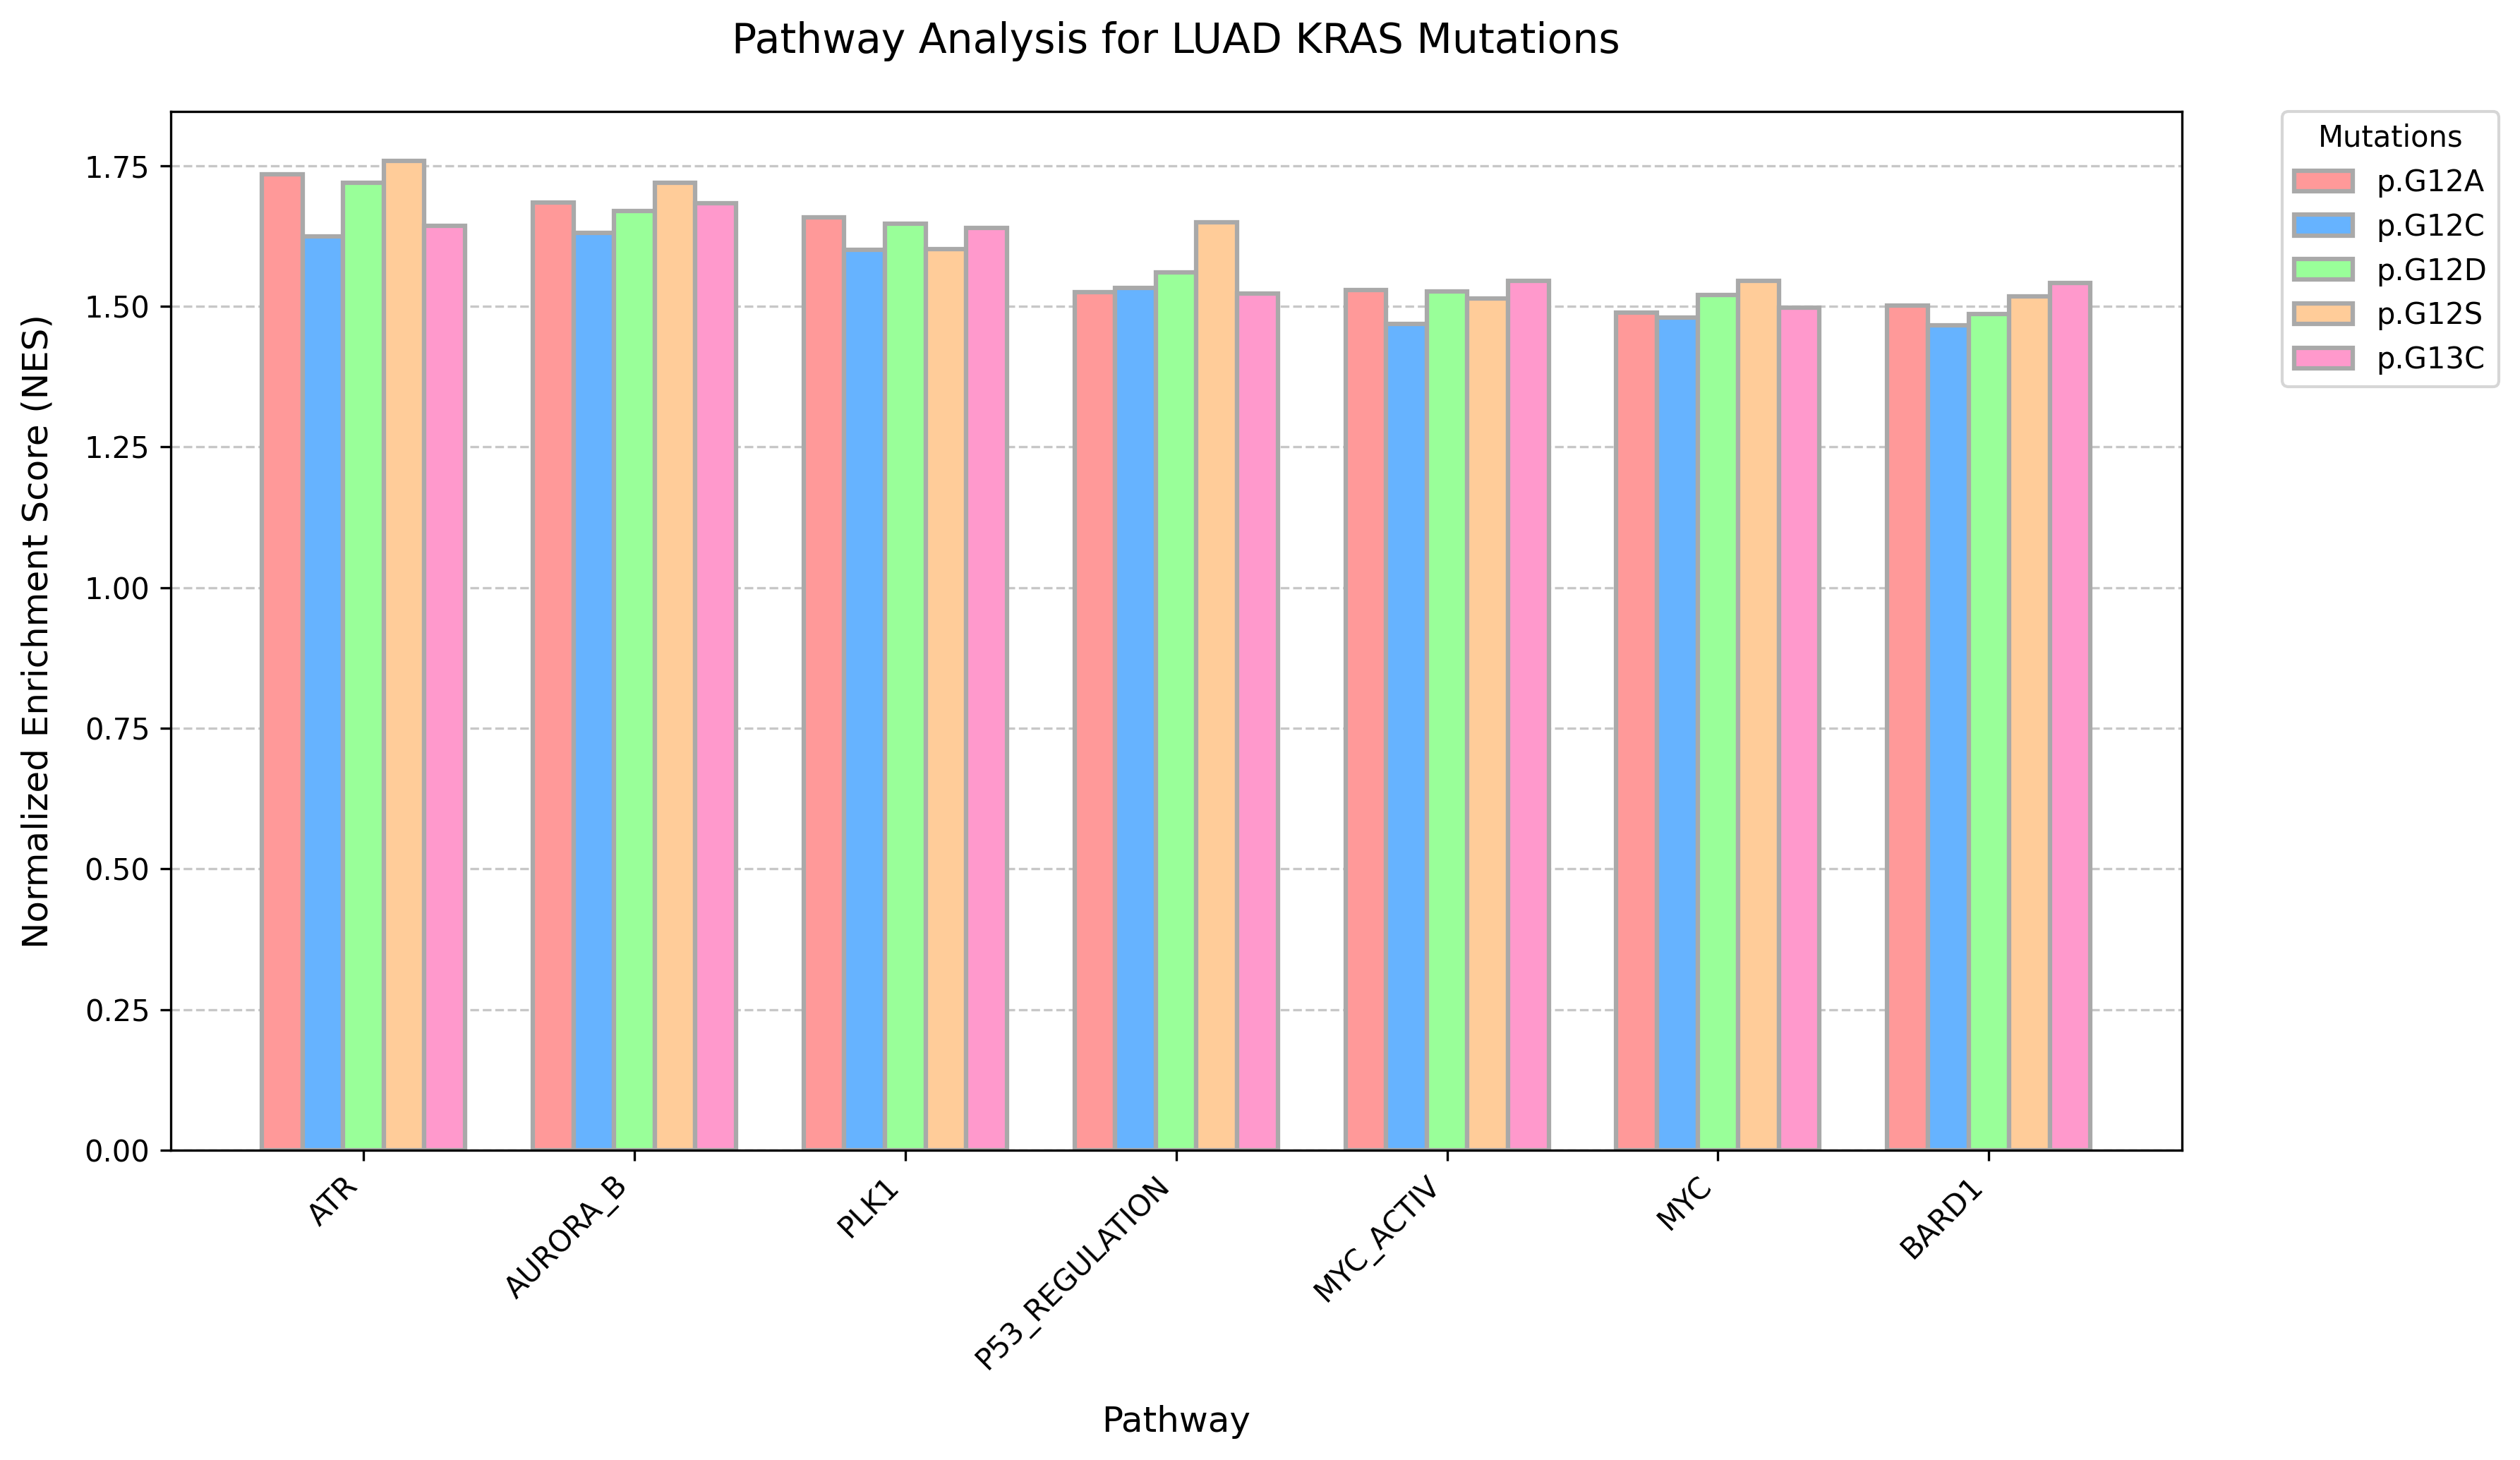 Pathway Analysis for LUAD KRAS Mutations
Normalized Enrichment Score (NES)
1.75
1.50
1.25
1.00
0.75
0.50
0.25
0.00
ATR
AURORA_B
PLK1
P53_REGULATION
MYC_ACTIV
MYC
BARD1
Pathway
Mutations
p.G12A
p.G12C
p.G12D
p.G12S
p.G13C